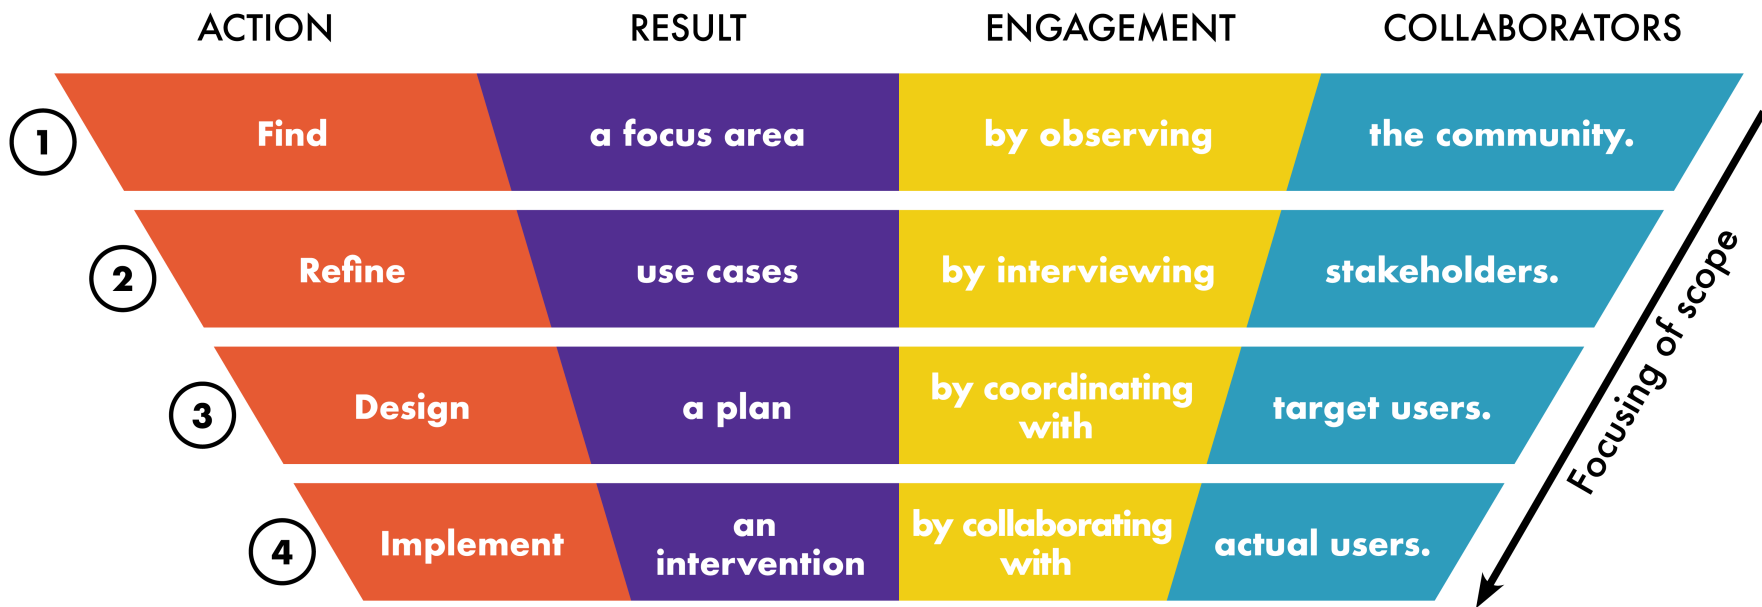 ACTION RESULT ENGAGEMENT COLLABORATORS
1 Find a focus area by observing the community.
2 Refine use cases by interviewing stakeholders.
3 Design a plan by coordinating
with target users.
4 Implement an
intervention by collaborating
with actual users.
Focusing of scope